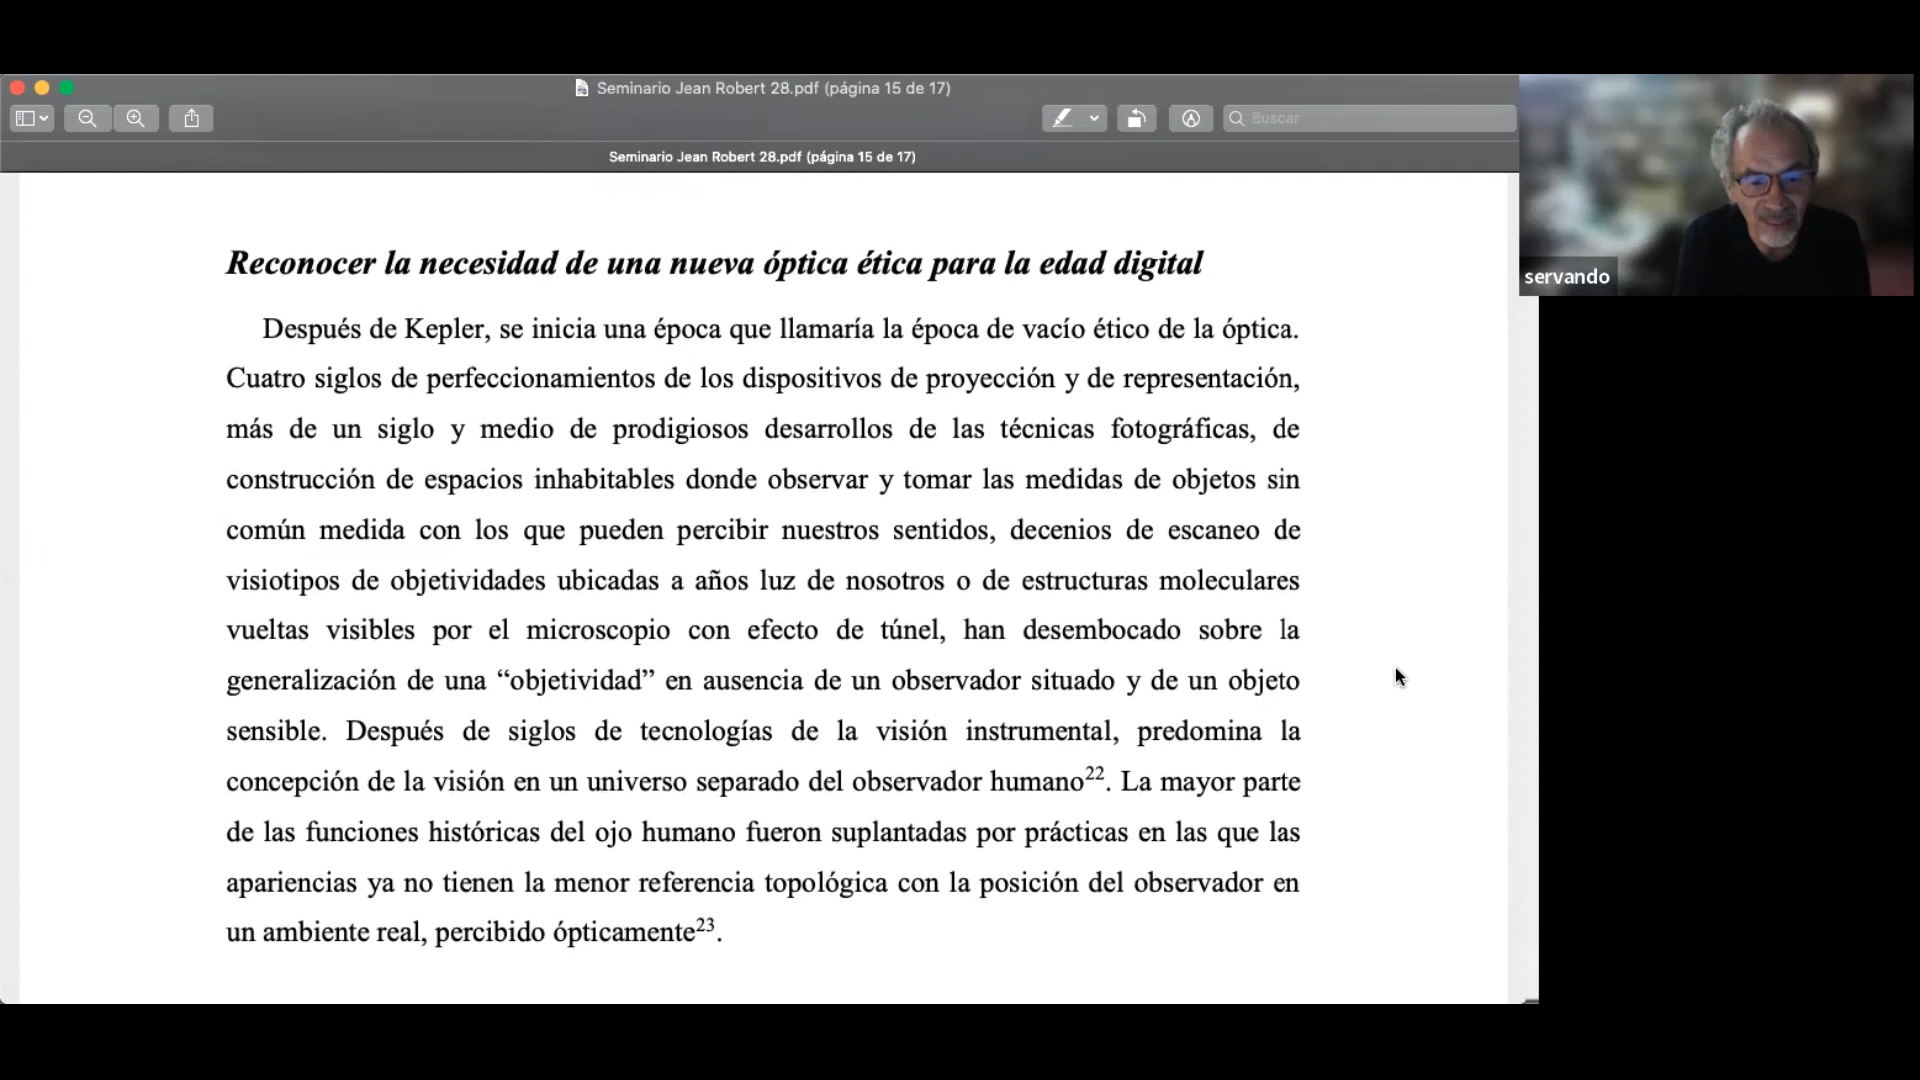 Seminario Jean Robert 28.pdf (página 15 de 17)
Buscar
Seminario Jean Robert 28.pdf (página 15 de 17)
servando
Reconocer la necesidad de una nueva óptica ética para la edad digital
Después de Kepler, se inicia una época que llamaría la época de vacío ético de la óptica.
Cuatro siglos de perfeccionamientos de los dispositivos de proyección y de representación,
más de un siglo y medio de prodigiosos desarrollos de las técnicas fotográficas, de
construcción de espacios inhabitables donde observar y tomar las medidas de objetos sin
común medida con los que pueden percibir nuestros sentidos, decenios de escaneo de
visiotipos de objetividades ubicadas a años luz de nosotros o de estructuras moleculares
vueltas visibles por el microscopio con efecto de túnel, han desembocado sobre la
generalización de una “objetividad” en ausencia de un observador situado y de un objeto
sensible. Después de siglos de tecnologías de la visión instrumental, predomina la
concepción de la visión en un universo separado del observador humano22. La mayor parte
de las funciones históricas del ojo humano fueron suplantadas por prácticas en las que las
apariencias ya no tienen la menor referencia topológica con la posición del observador en
un ambiente real, percibido ópticamente23.